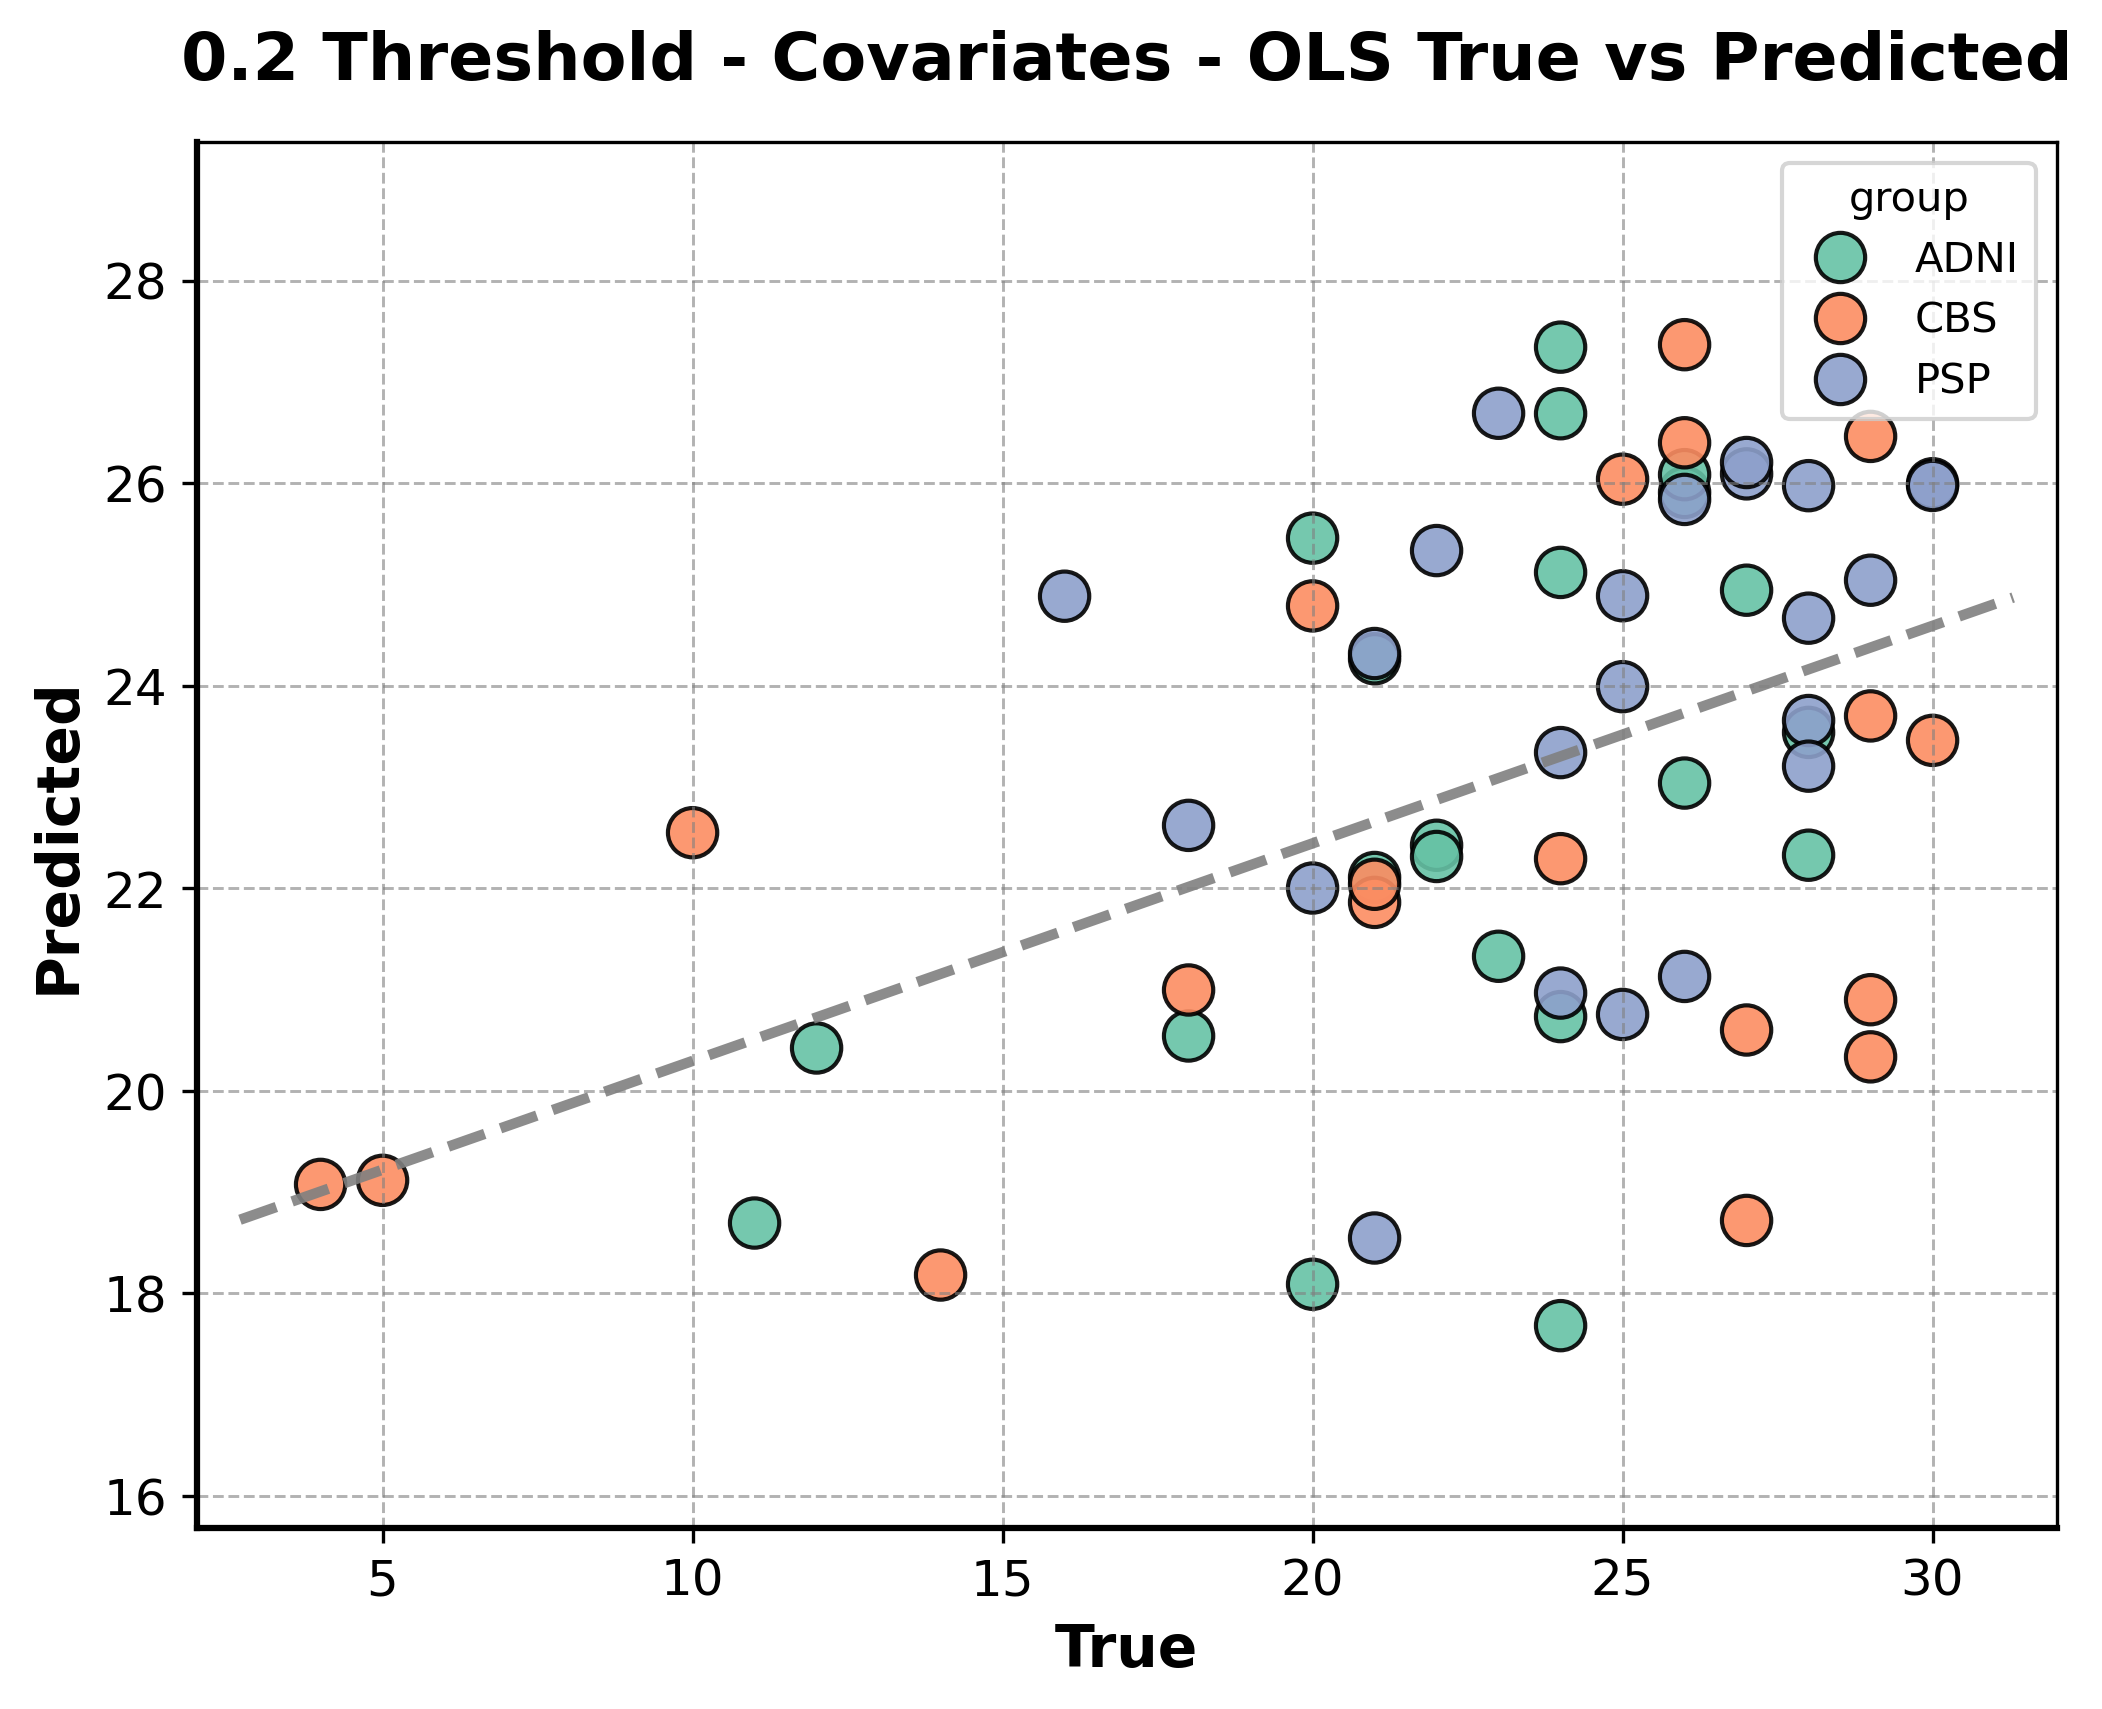 0.2 Threshold - Covariates - OLS True vs Predicted
group
ADNI
CBS
PSP
28
26
24
22
20
18
16
Predicted
5 10 15 20 25 30
True